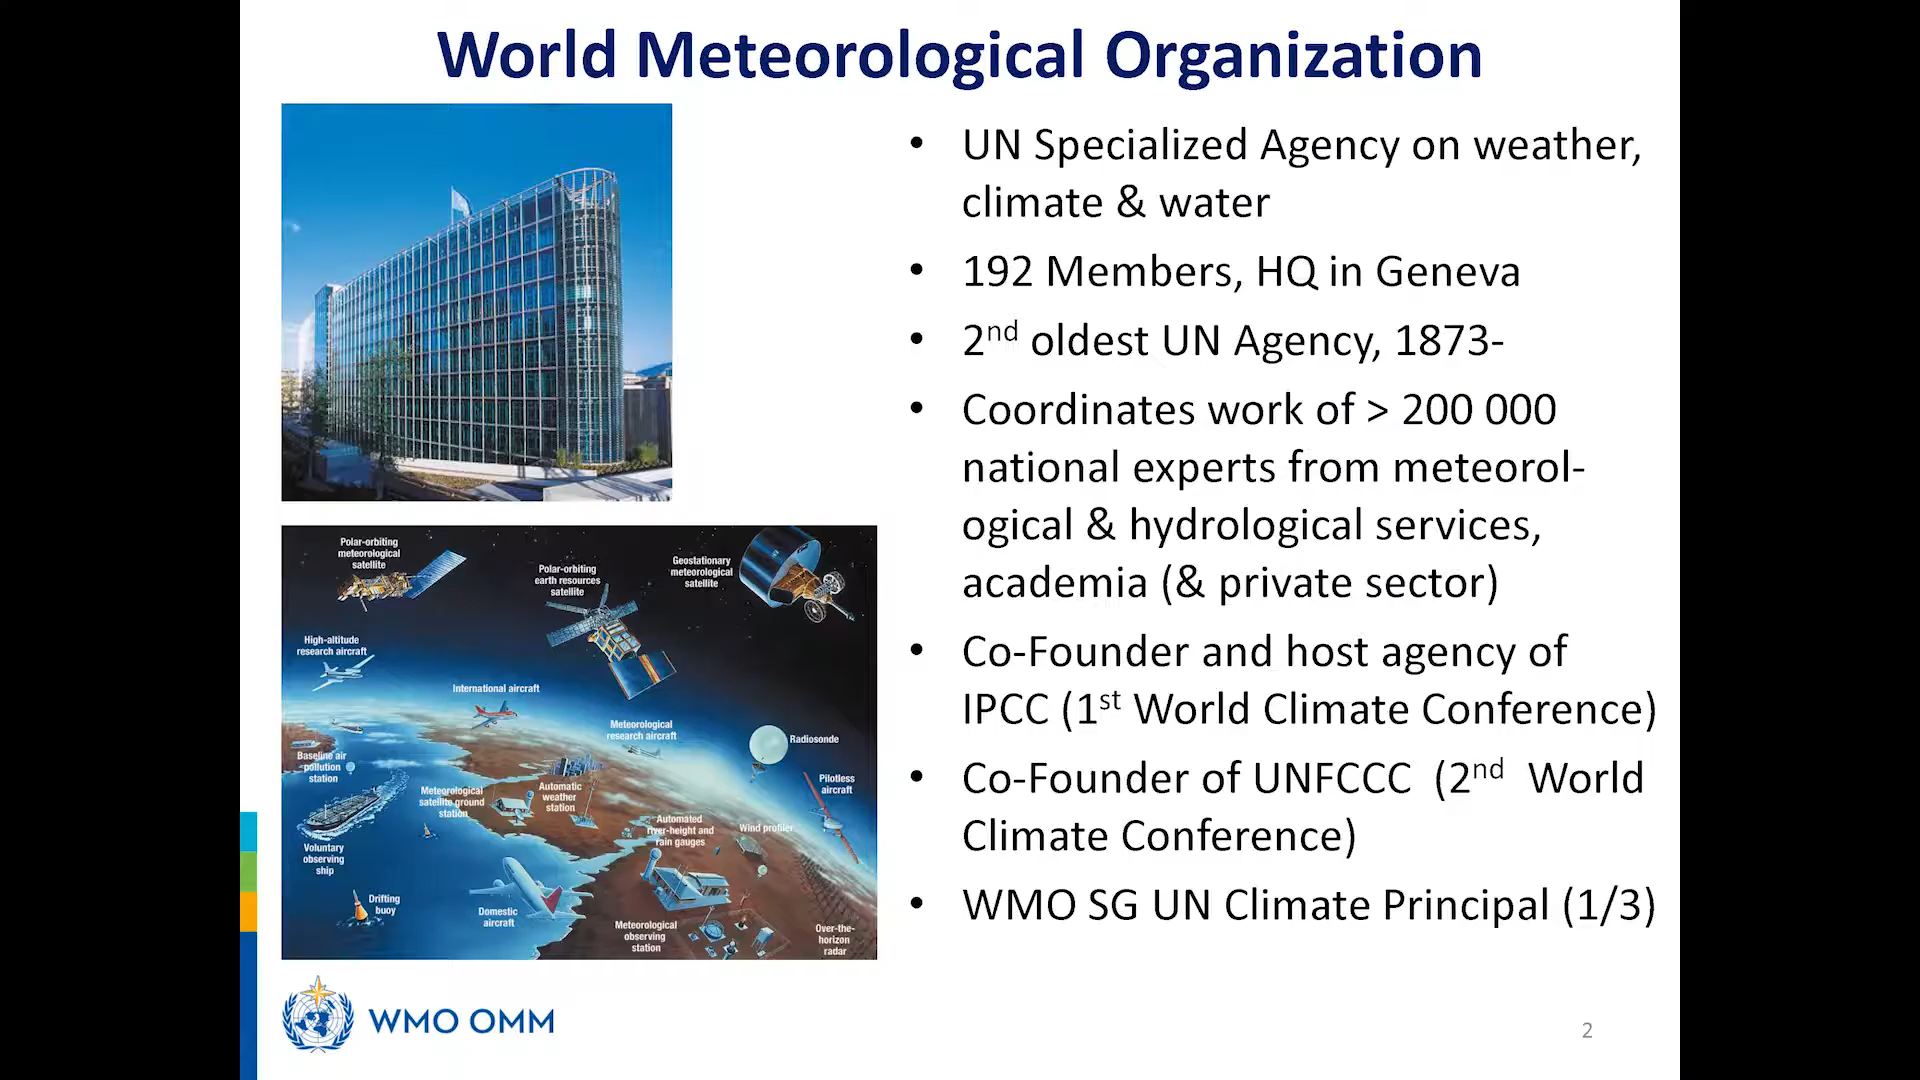 World Meteorological Organization
• UN Specialized Agency on weather,
climate & water
• 192 Members, HQ in Geneva
• 2nd oldest UN Agency, 1873-
• Coordinates work of > 200 000
national experts from meteorol-
ogical & hydrological services,
academia (& private sector)
• Co-Founder and host agency of
IPCC (1st World Climate Conference)
• Co-Founder of UNFCCC (2nd World
Climate Conference)
• WMO SG UN Climate Principal (1/3)
Polar-orbiting
meteorological
satellite
Polar-orbiting
earth resources
satellite
Geostationary
meteorological
satellite
High-altitude
research aircraft
International aircraft
Meteorological
research aircraft
Radiosonde
Baseline air
pollution
station
Pilotless
aircraft
Meteorological
satellite ground
station
Automatic
weather
station
Automated
river-height and
rain gauges
Wind profiler
Voluntary
observing
ship
Drifting
buoy
Domestic
aircraft
Meteorological
observing
station
Over-the-
horizon
radar
WMO OMM
2